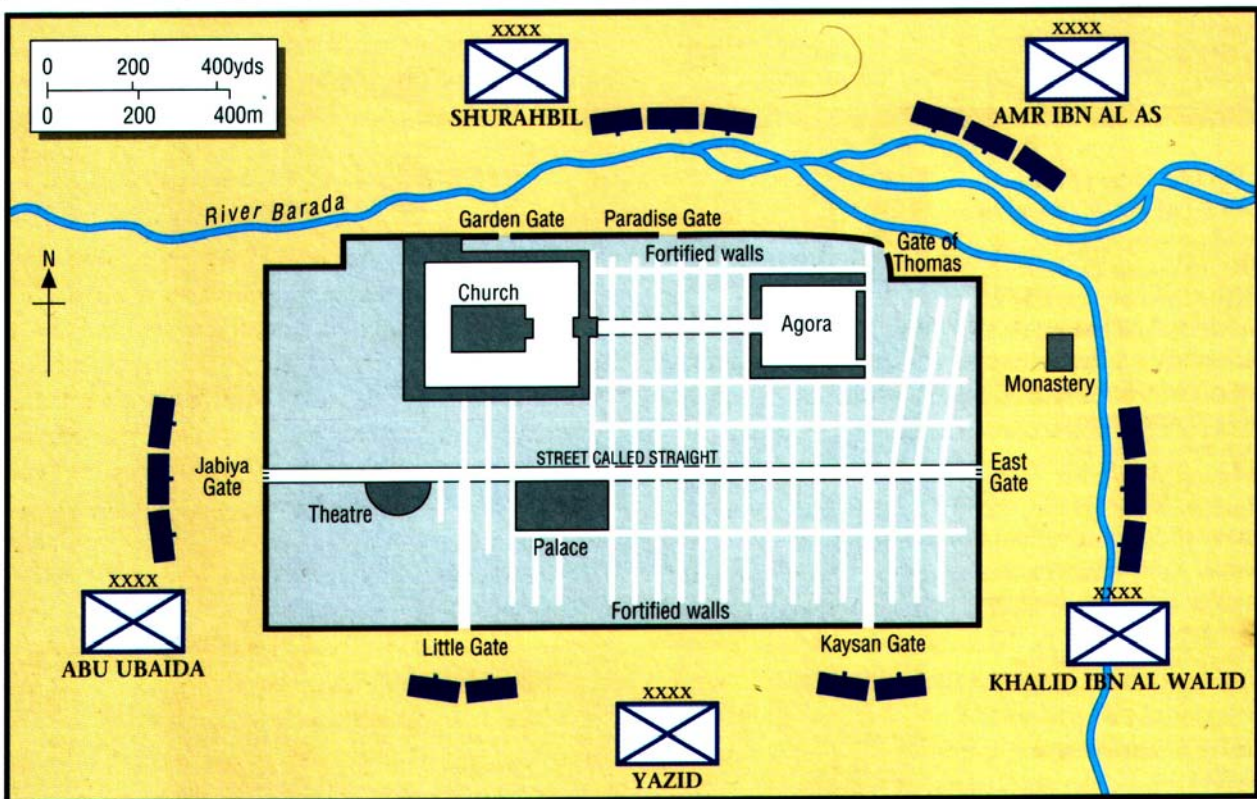 XXXX
SHURAHBIL
XXXX
AMR IBN AL AS
0 200 400yds
0 200 400m
River Barada
N
Garden Gate
Paradise Gate
Gate of
Thomas
Fortified walls
Church
Agora
Monastery
Jabiya
Gate
STREET CALLED STRAIGHT
East
Gate
Theatre
Palace
Fortified walls
XXXX
ABU UBAIDA
Little Gate
Kaysan Gate
XXXX
KHALID IBN AL WALID
XXXX
YAZID